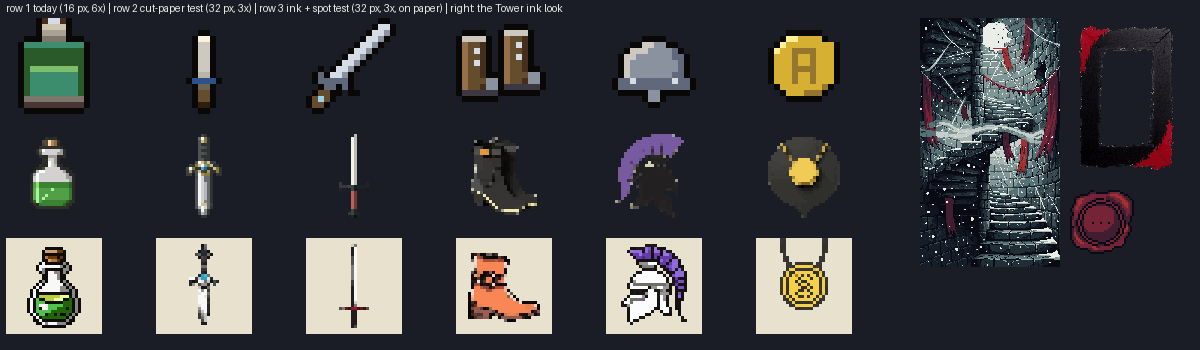 row 1 today (16 px, 6x) | row 2 cut-paper test (32 px, 3x) | row 3 ink + spot test (32 px, 3x, on paper) | right: the Tower ink look
A